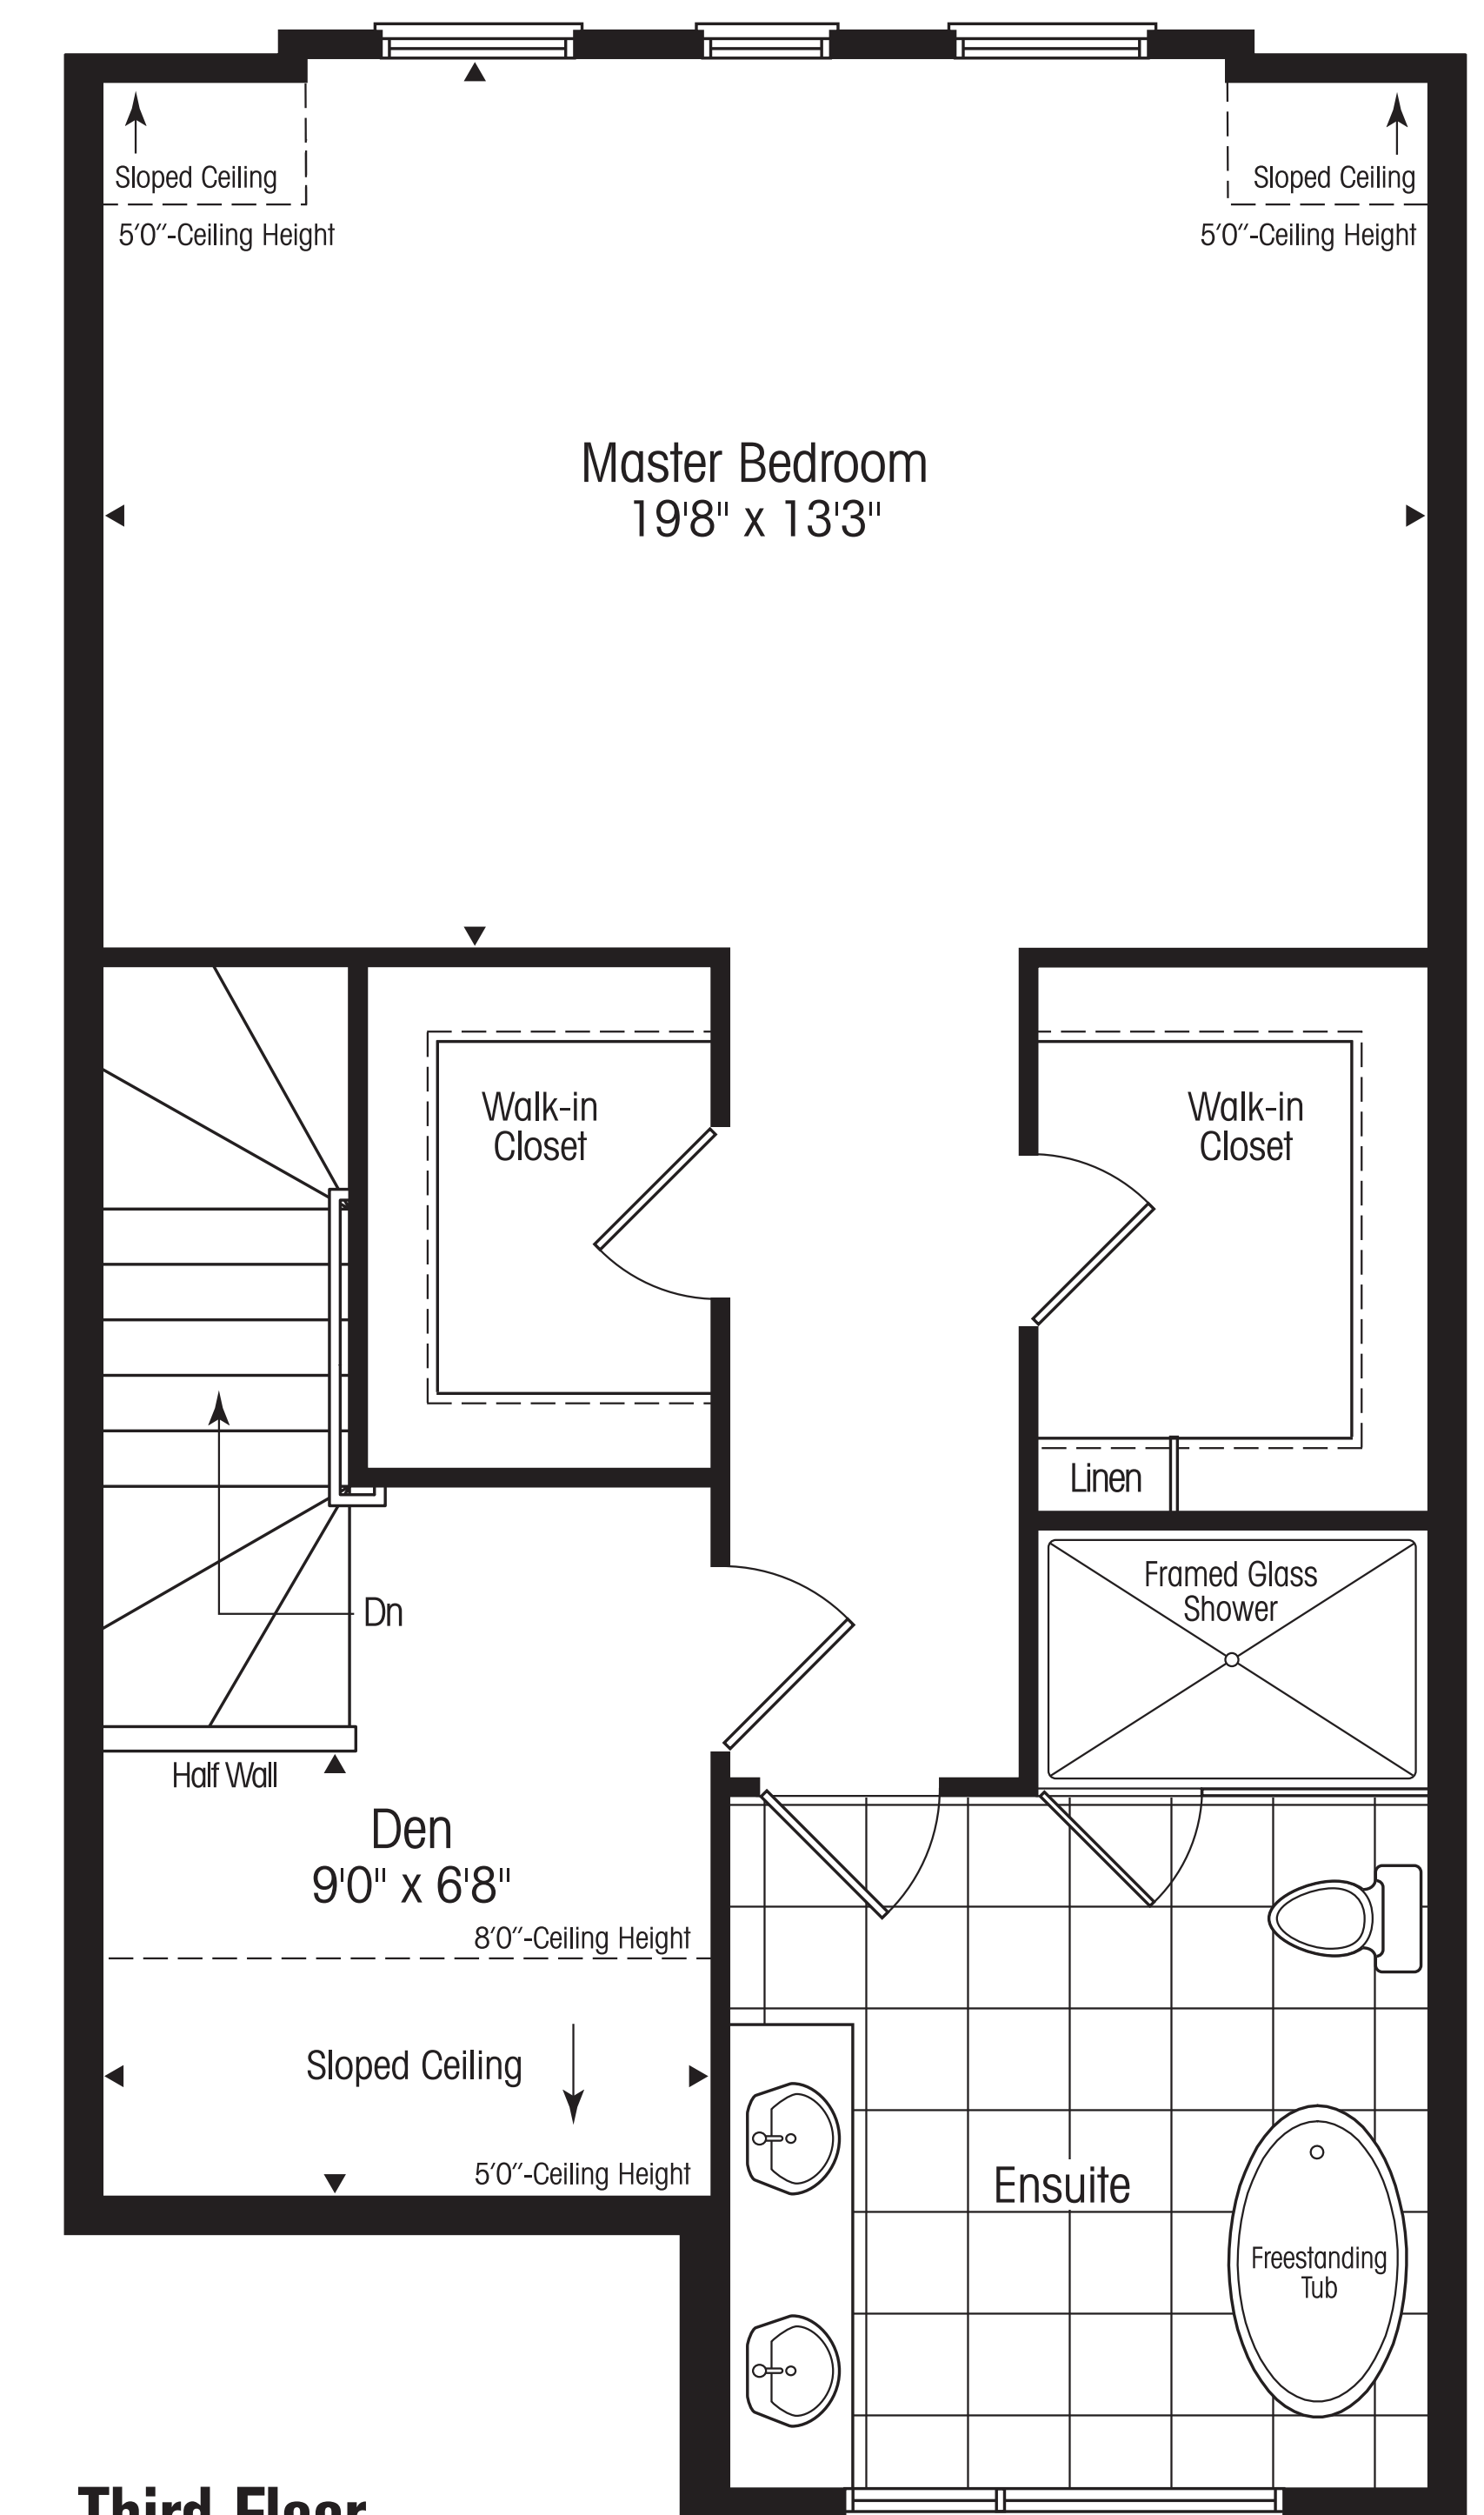 Sloped Ceiling
Sloped Ceiling
5'0"-Ceiling Height
5'0"-Ceiling Height
Master Bedroom
19'8" x 13'3"
Walk-in
Closet
Walk-in
Closet
Linen
Framed Glass
Shower
Dn
Half Wall
Den
9'0" x 6'8"
8'0"-Ceiling Height
Sloped Ceiling
5'0"-Ceiling Height
Ensuite
Freestanding
Tub
Third Floor